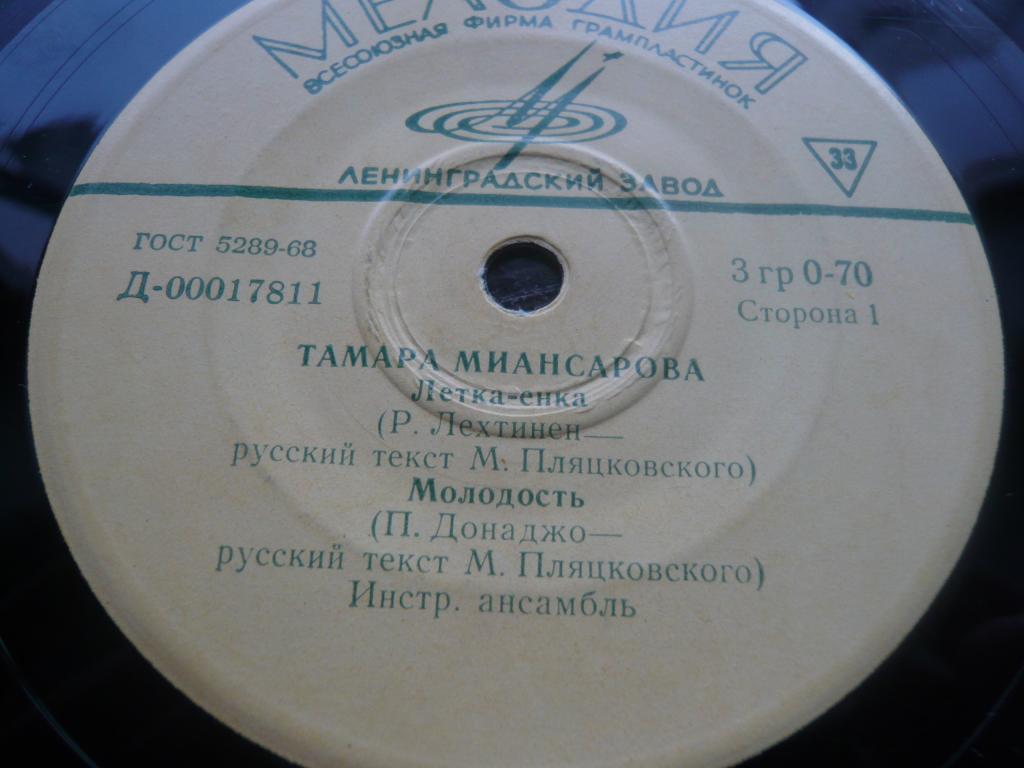 МЕЛОДИЯ
ВСЕСОЮЗНАЯ ФИРМА ГРАМПЛАСТИНОК
33
ЛЕНИНГРАДСКИЙ ЗАВОД
ГОСТ 5289-68
Д-00017811
3 гр 0-70
Сторона 1
ТАМАРА МИАНСАРОВА
Летка-енка
(Р. Лехтинен—
русский текст М. Пляцковского)
Молодость
(П. Донаджо—
русский текст М. Пляцковского)
Инстр. ансамбль